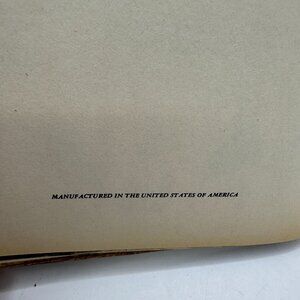 MANUFACTURED IN THE UNITED STATES OF AMERICA